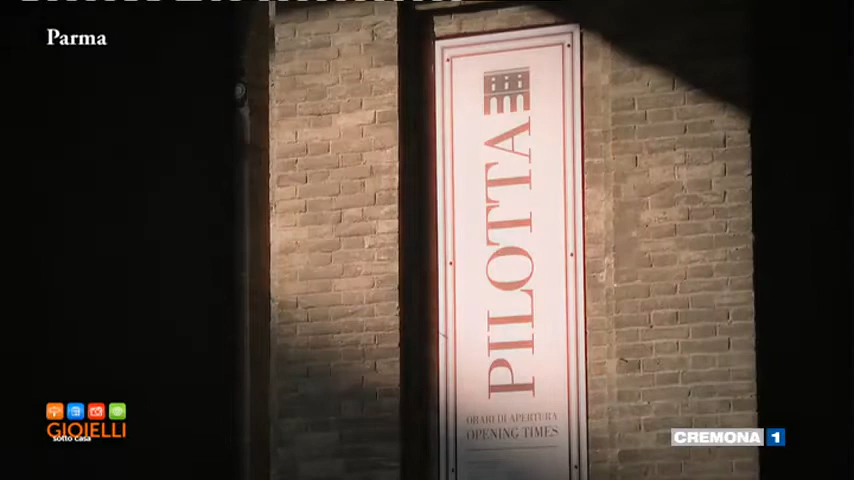 Parma
PILOTTA
ORARI DI APERTURA
OPENING TIMES
GIOIELLI
sotto casa
CREMONA 1